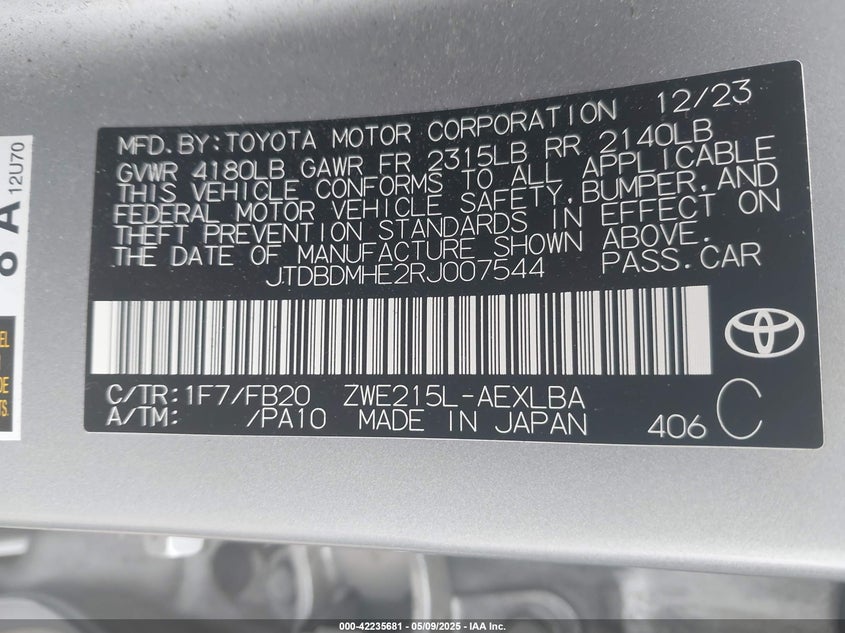 MFD. BY: TOYOTA MOTOR CORPORATION 12/23
GVWR 4180LB GAWR FR 2315LB RR 2140LB
THIS VEHICLE CONFORMS TO ALL APPLICABLE
FEDERAL MOTOR VEHICLE SAFETY, BUMPER, AND
THEFT PREVENTION STANDARDS IN EFFECT ON
THE DATE OF MANUFACTURE SHOWN ABOVE.
JTDBDMHE2RJ007544 PASS. CAR
C/TR: 1F7/FB20 ZWE215L-AEXLBA
A/TM: /PA10 MADE IN JAPAN 406 C
A 12U70
000-42235681 | 05/09/2025 | IAA Inc.